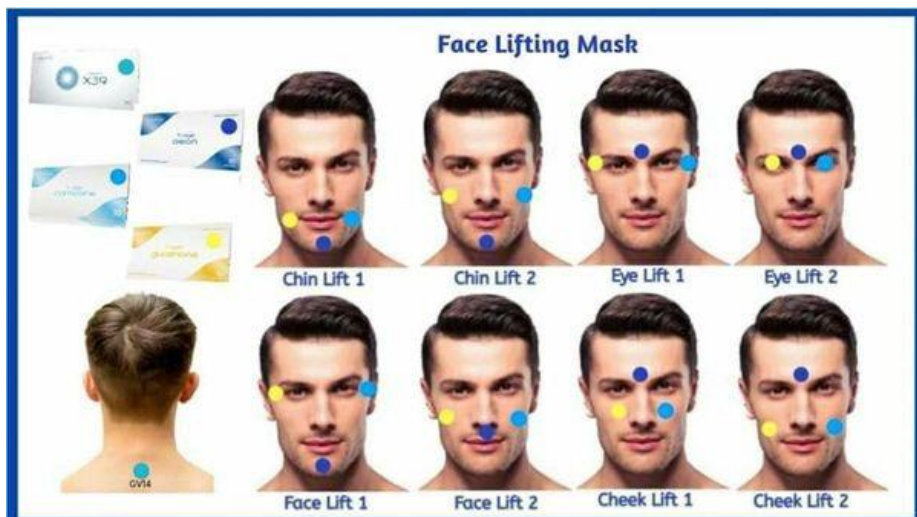 Face Lifting Mask
X39
aeon
carnosine
glutathione
Chin Lift 1
Chin Lift 2
Eye Lift 1
Eye Lift 2
GV14
Face Lift 1
Face Lift 2
Cheek Lift 1
Cheek Lift 2